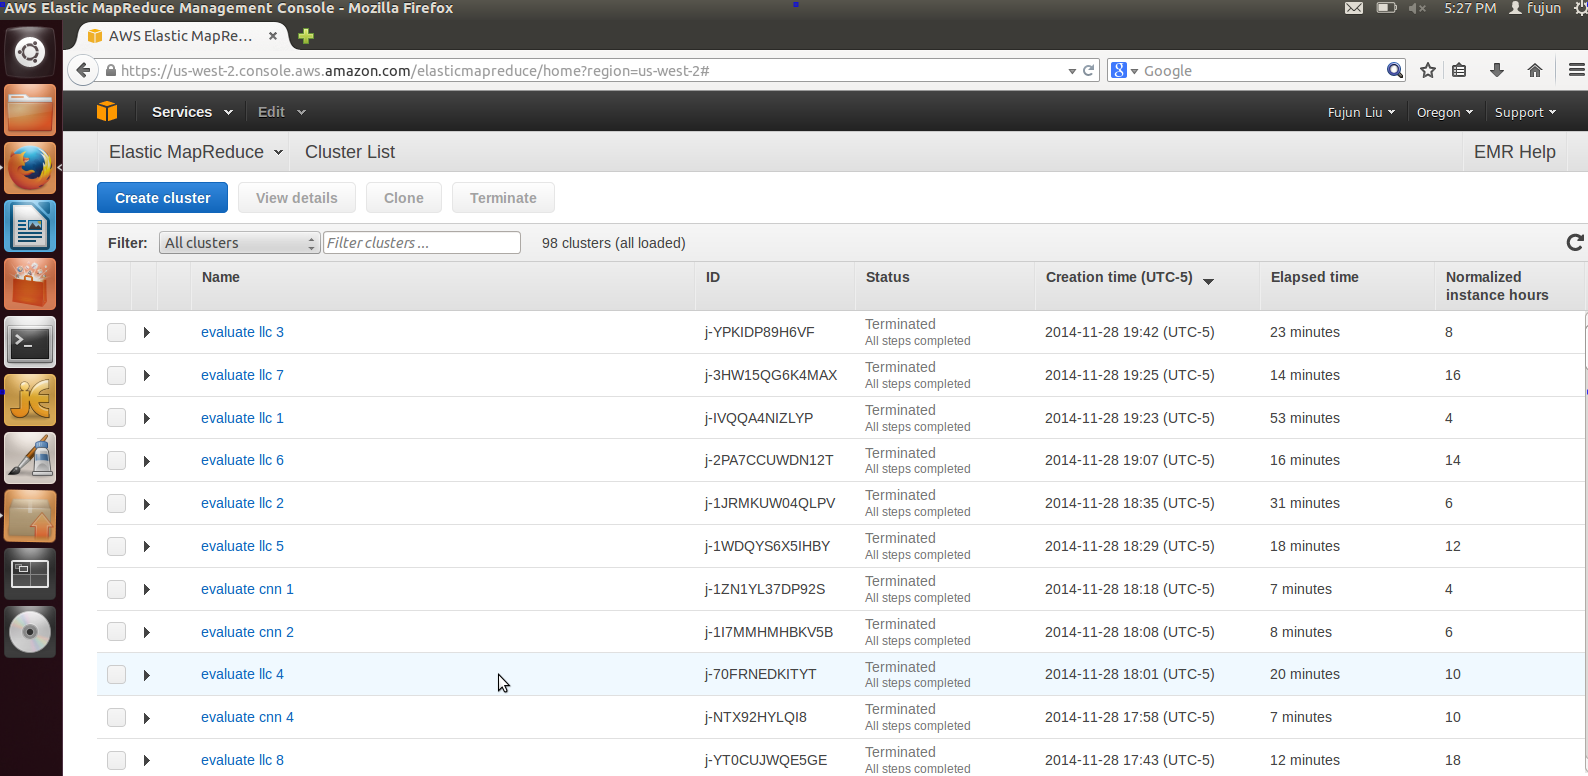 AWS Elastic MapReduce Management Console - Mozilla Firefox
5:27 PM fujun
AWS Elastic MapRe...
https://us-west-2.console.aws.amazon.com/elasticmapreduce/home?region=us-west-2#
Google
Services Edit Fujun Liu Oregon Support
Elastic MapReduce Cluster List EMR Help
Create cluster View details Clone Terminate
Filter: All clusters Filter clusters ... 98 clusters (all loaded)
Name ID Status Creation time (UTC-5) Elapsed time Normalized
instance hours
evaluate llc 3 j-YPKIDP89H6VF Terminated 2014-11-28 19:42 (UTC-5) 23 minutes 8
All steps completed
evaluate llc 7 j-3HW15QG6K4MAX Terminated 2014-11-28 19:25 (UTC-5) 14 minutes 16
All steps completed
evaluate llc 1 j-IVQQA4NIZLYP Terminated 2014-11-28 19:23 (UTC-5) 53 minutes 4
All steps completed
evaluate llc 6 j-2PA7CCUWDN12T Terminated 2014-11-28 19:07 (UTC-5) 16 minutes 14
All steps completed
evaluate llc 2 j-1JRMKUW04QLPV Terminated 2014-11-28 18:35 (UTC-5) 31 minutes 6
All steps completed
evaluate llc 5 j-1WDQYS6X5IHBY Terminated 2014-11-28 18:29 (UTC-5) 18 minutes 12
All steps completed
evaluate cnn 1 j-1ZN1YL37DP92S Terminated 2014-11-28 18:18 (UTC-5) 7 minutes 4
All steps completed
evaluate cnn 2 j-1I7MMHMHBKV5B Terminated 2014-11-28 18:08 (UTC-5) 8 minutes 6
All steps completed
evaluate llc 4 j-70FRNEDKITYT Terminated 2014-11-28 18:01 (UTC-5) 20 minutes 10
All steps completed
evaluate cnn 4 j-NTX92HYLQI8 Terminated 2014-11-28 17:58 (UTC-5) 7 minutes 10
All steps completed
evaluate llc 8 j-YT0CUJWQE5GE Terminated 2014-11-28 17:43 (UTC-5) 12 minutes 18
All steps completed